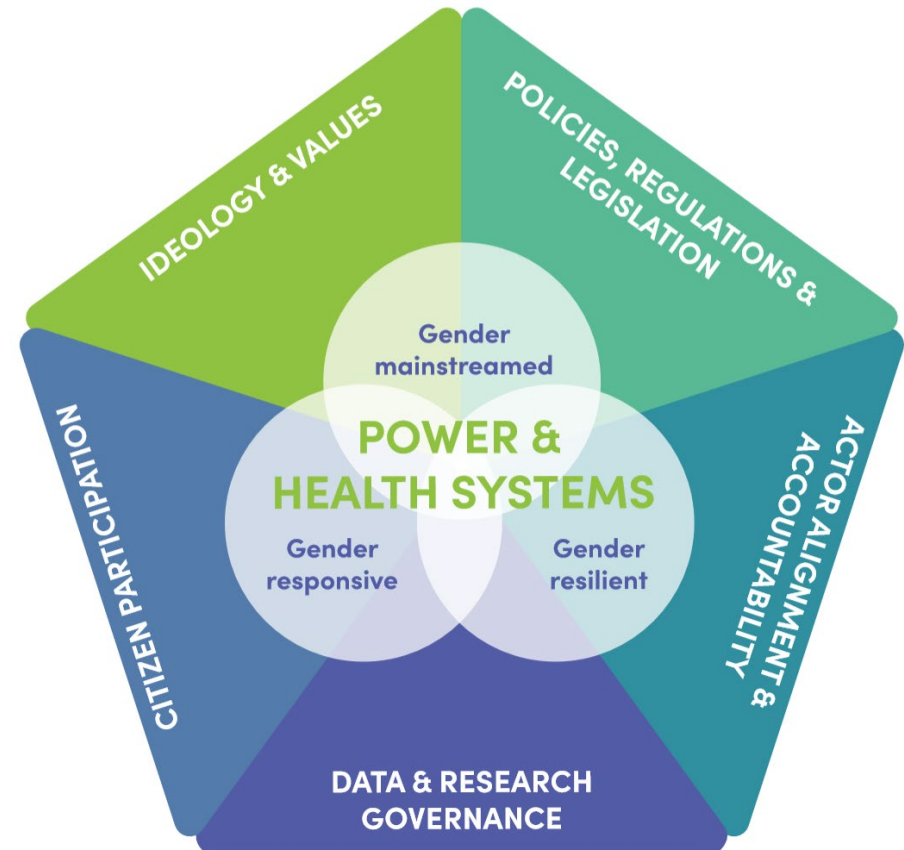 IDEOLOGY & VALUES
POLICIES, REGULATIONS &
LEGISLATION
Gender
mainstreamed
POWER &
HEALTH SYSTEMS
Gender
responsive
Gender
resilient
CITIZEN PARTICIPATION
ACTOR ALIGNMENT &
ACCOUNTABILITY
DATA & RESEARCH
GOVERNANCE